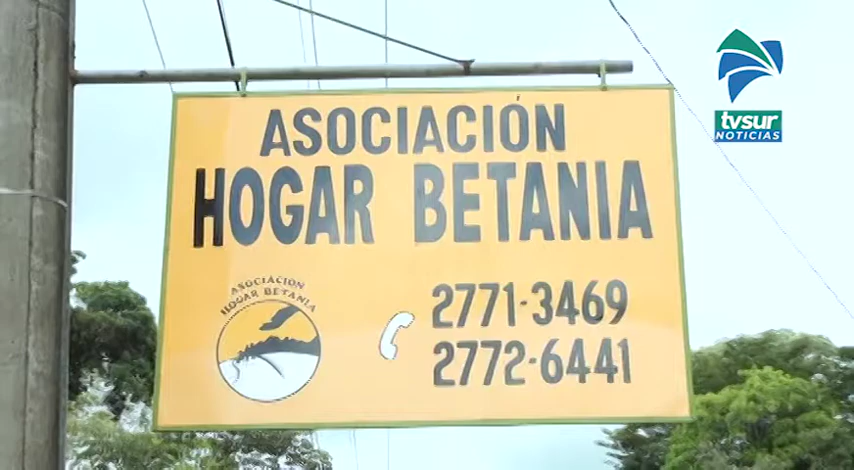 tvsur
NOTICIAS
ASOCIACIÓN
HOGAR BETANIA
ASOCIACION
HOGAR BETANIA
2771-3469
2772-6441